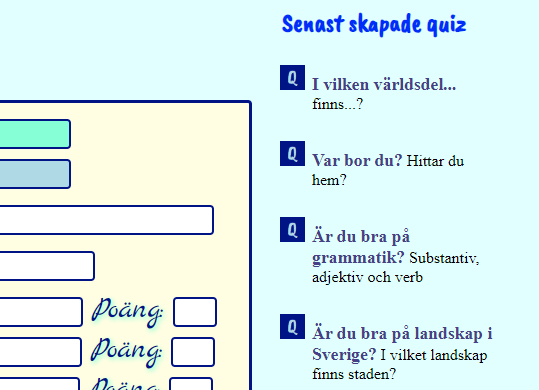 Senast skapade quiz
Q
I vilken världsdel...
finns...?
Q
Var bor du? Hittar du
hem?
Q
Är du bra på
grammatik? Substantiv,
adjektiv och verb
Q
Är du bra på landskap i
Sverige? I vilket landskap
finns staden?
Poäng:
Poäng:
Poäng: